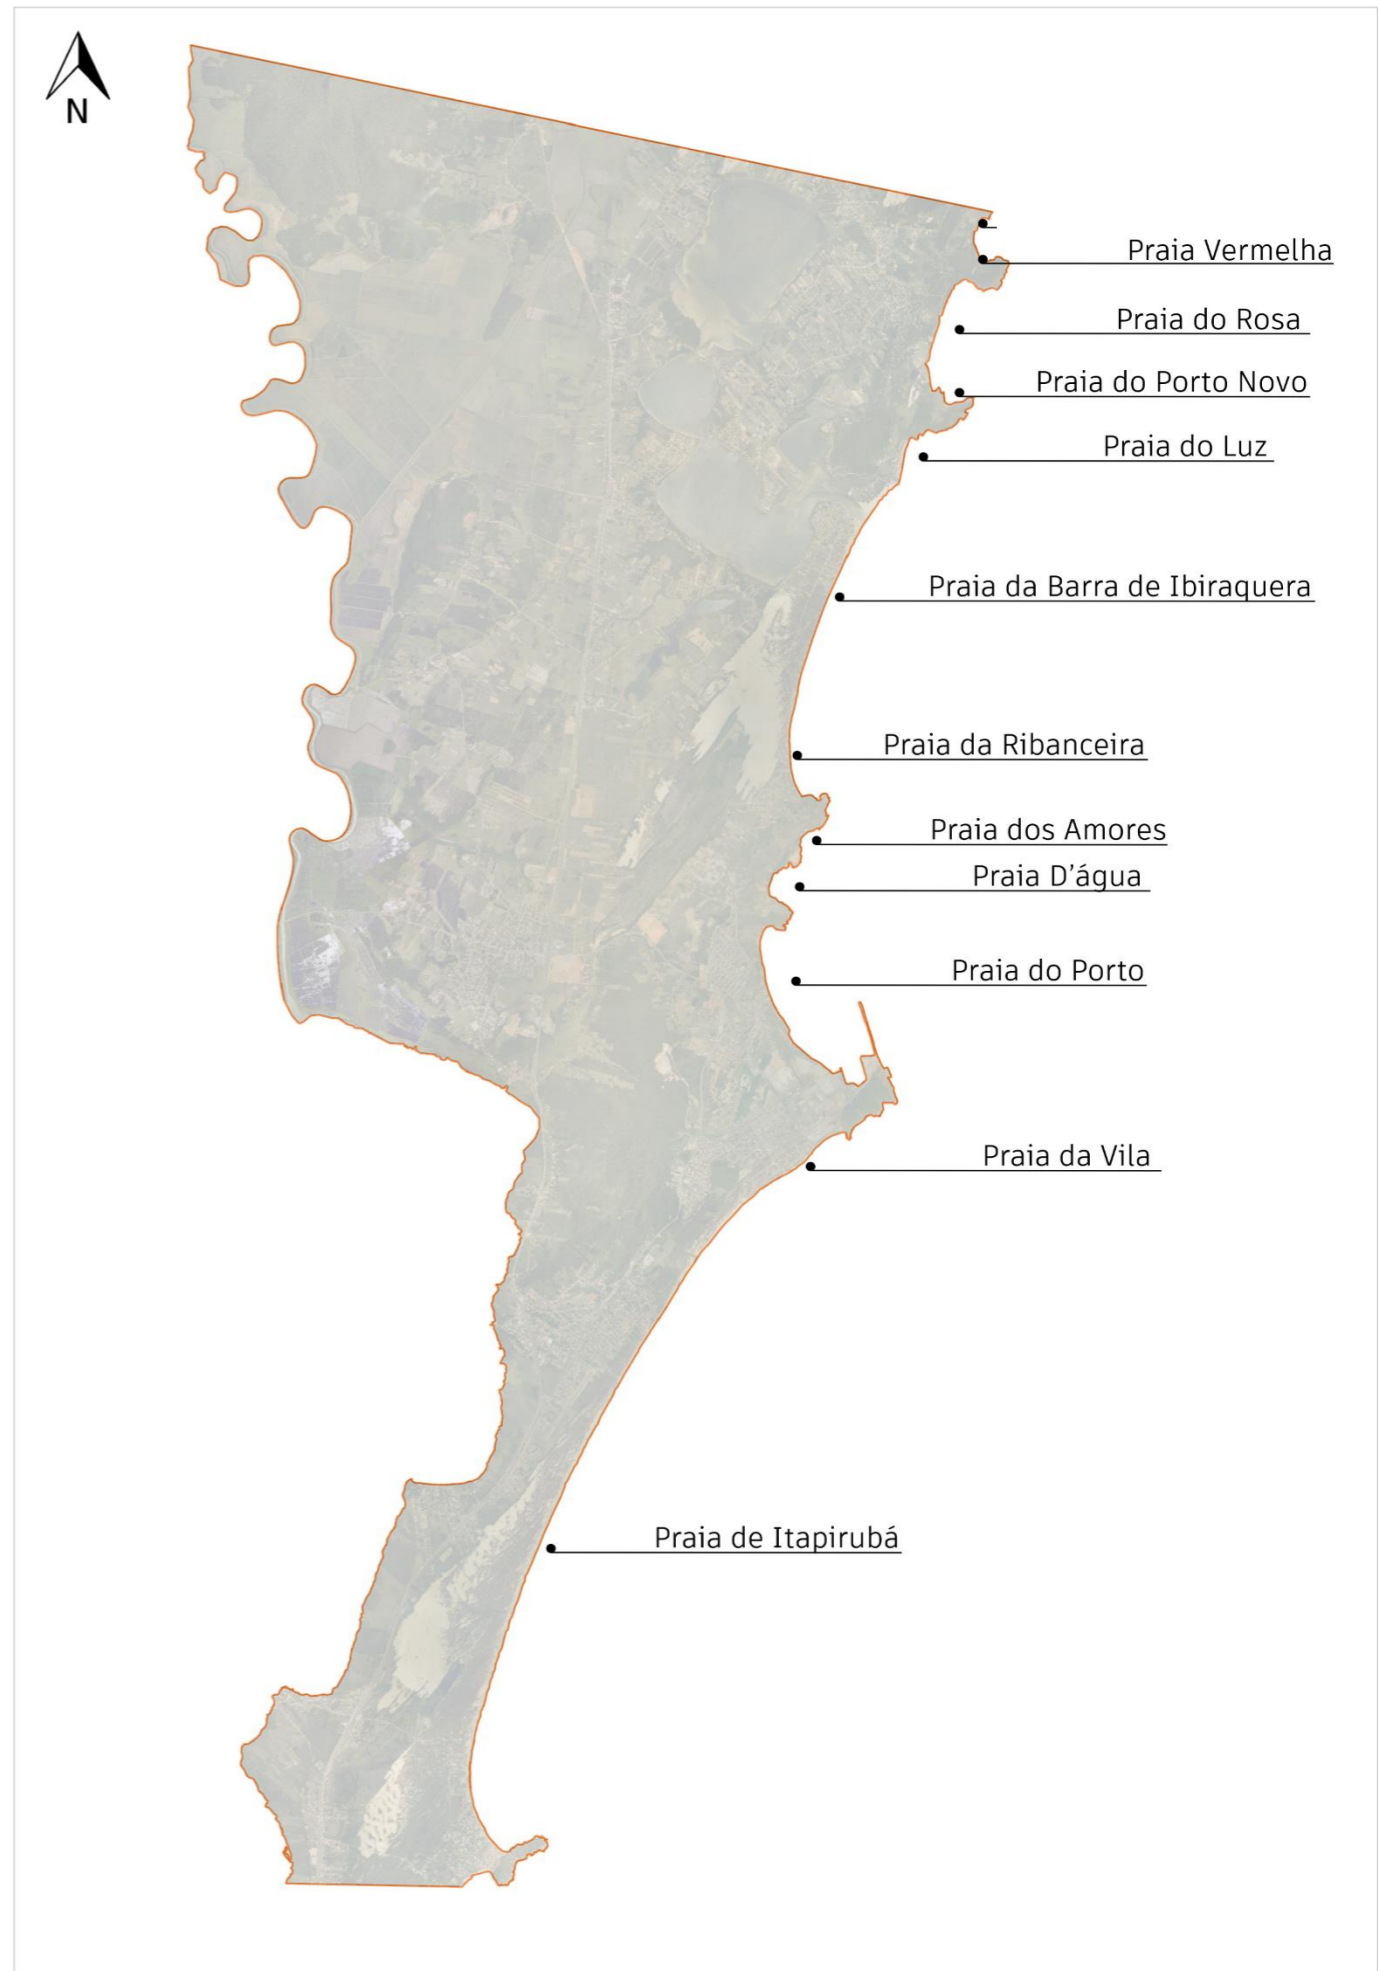 N
Praia Vermelha
Praia do Rosa
Praia do Porto Novo
Praia do Luz
Praia da Barra de Ibiraquera
Praia da Ribanceira
Praia dos Amores
Praia D'água
Praia do Porto
Praia da Vila
Praia de Itapirubá